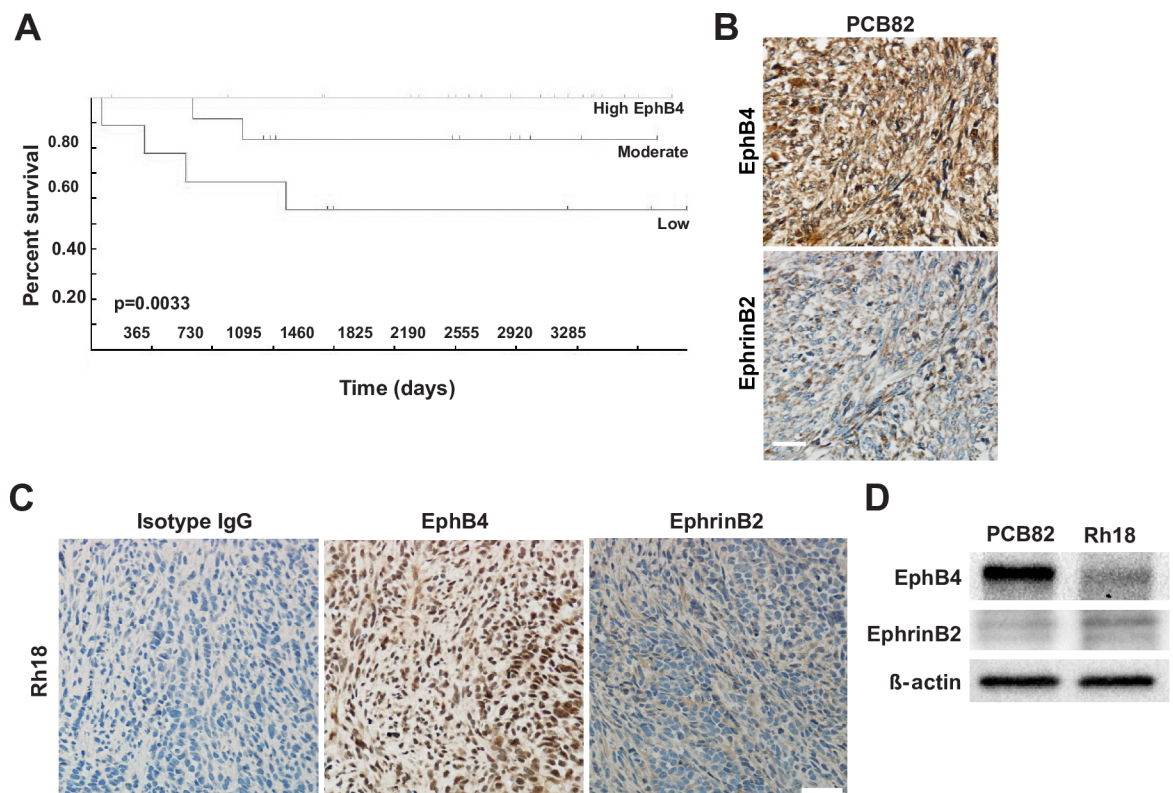 A
Percent survival
0.80
0.60
0.40
0.20
High EphB4
Moderate
Low
p=0.0033
365 730 1095 1460 1825 2190 2555 2920 3285
Time (days)
B
PCB82
EphB4
EphrinB2
C
Isotype IgG EphB4 EphrinB2
Rh18
D
PCB82 Rh18
EphB4
EphrinB2
ß-actin